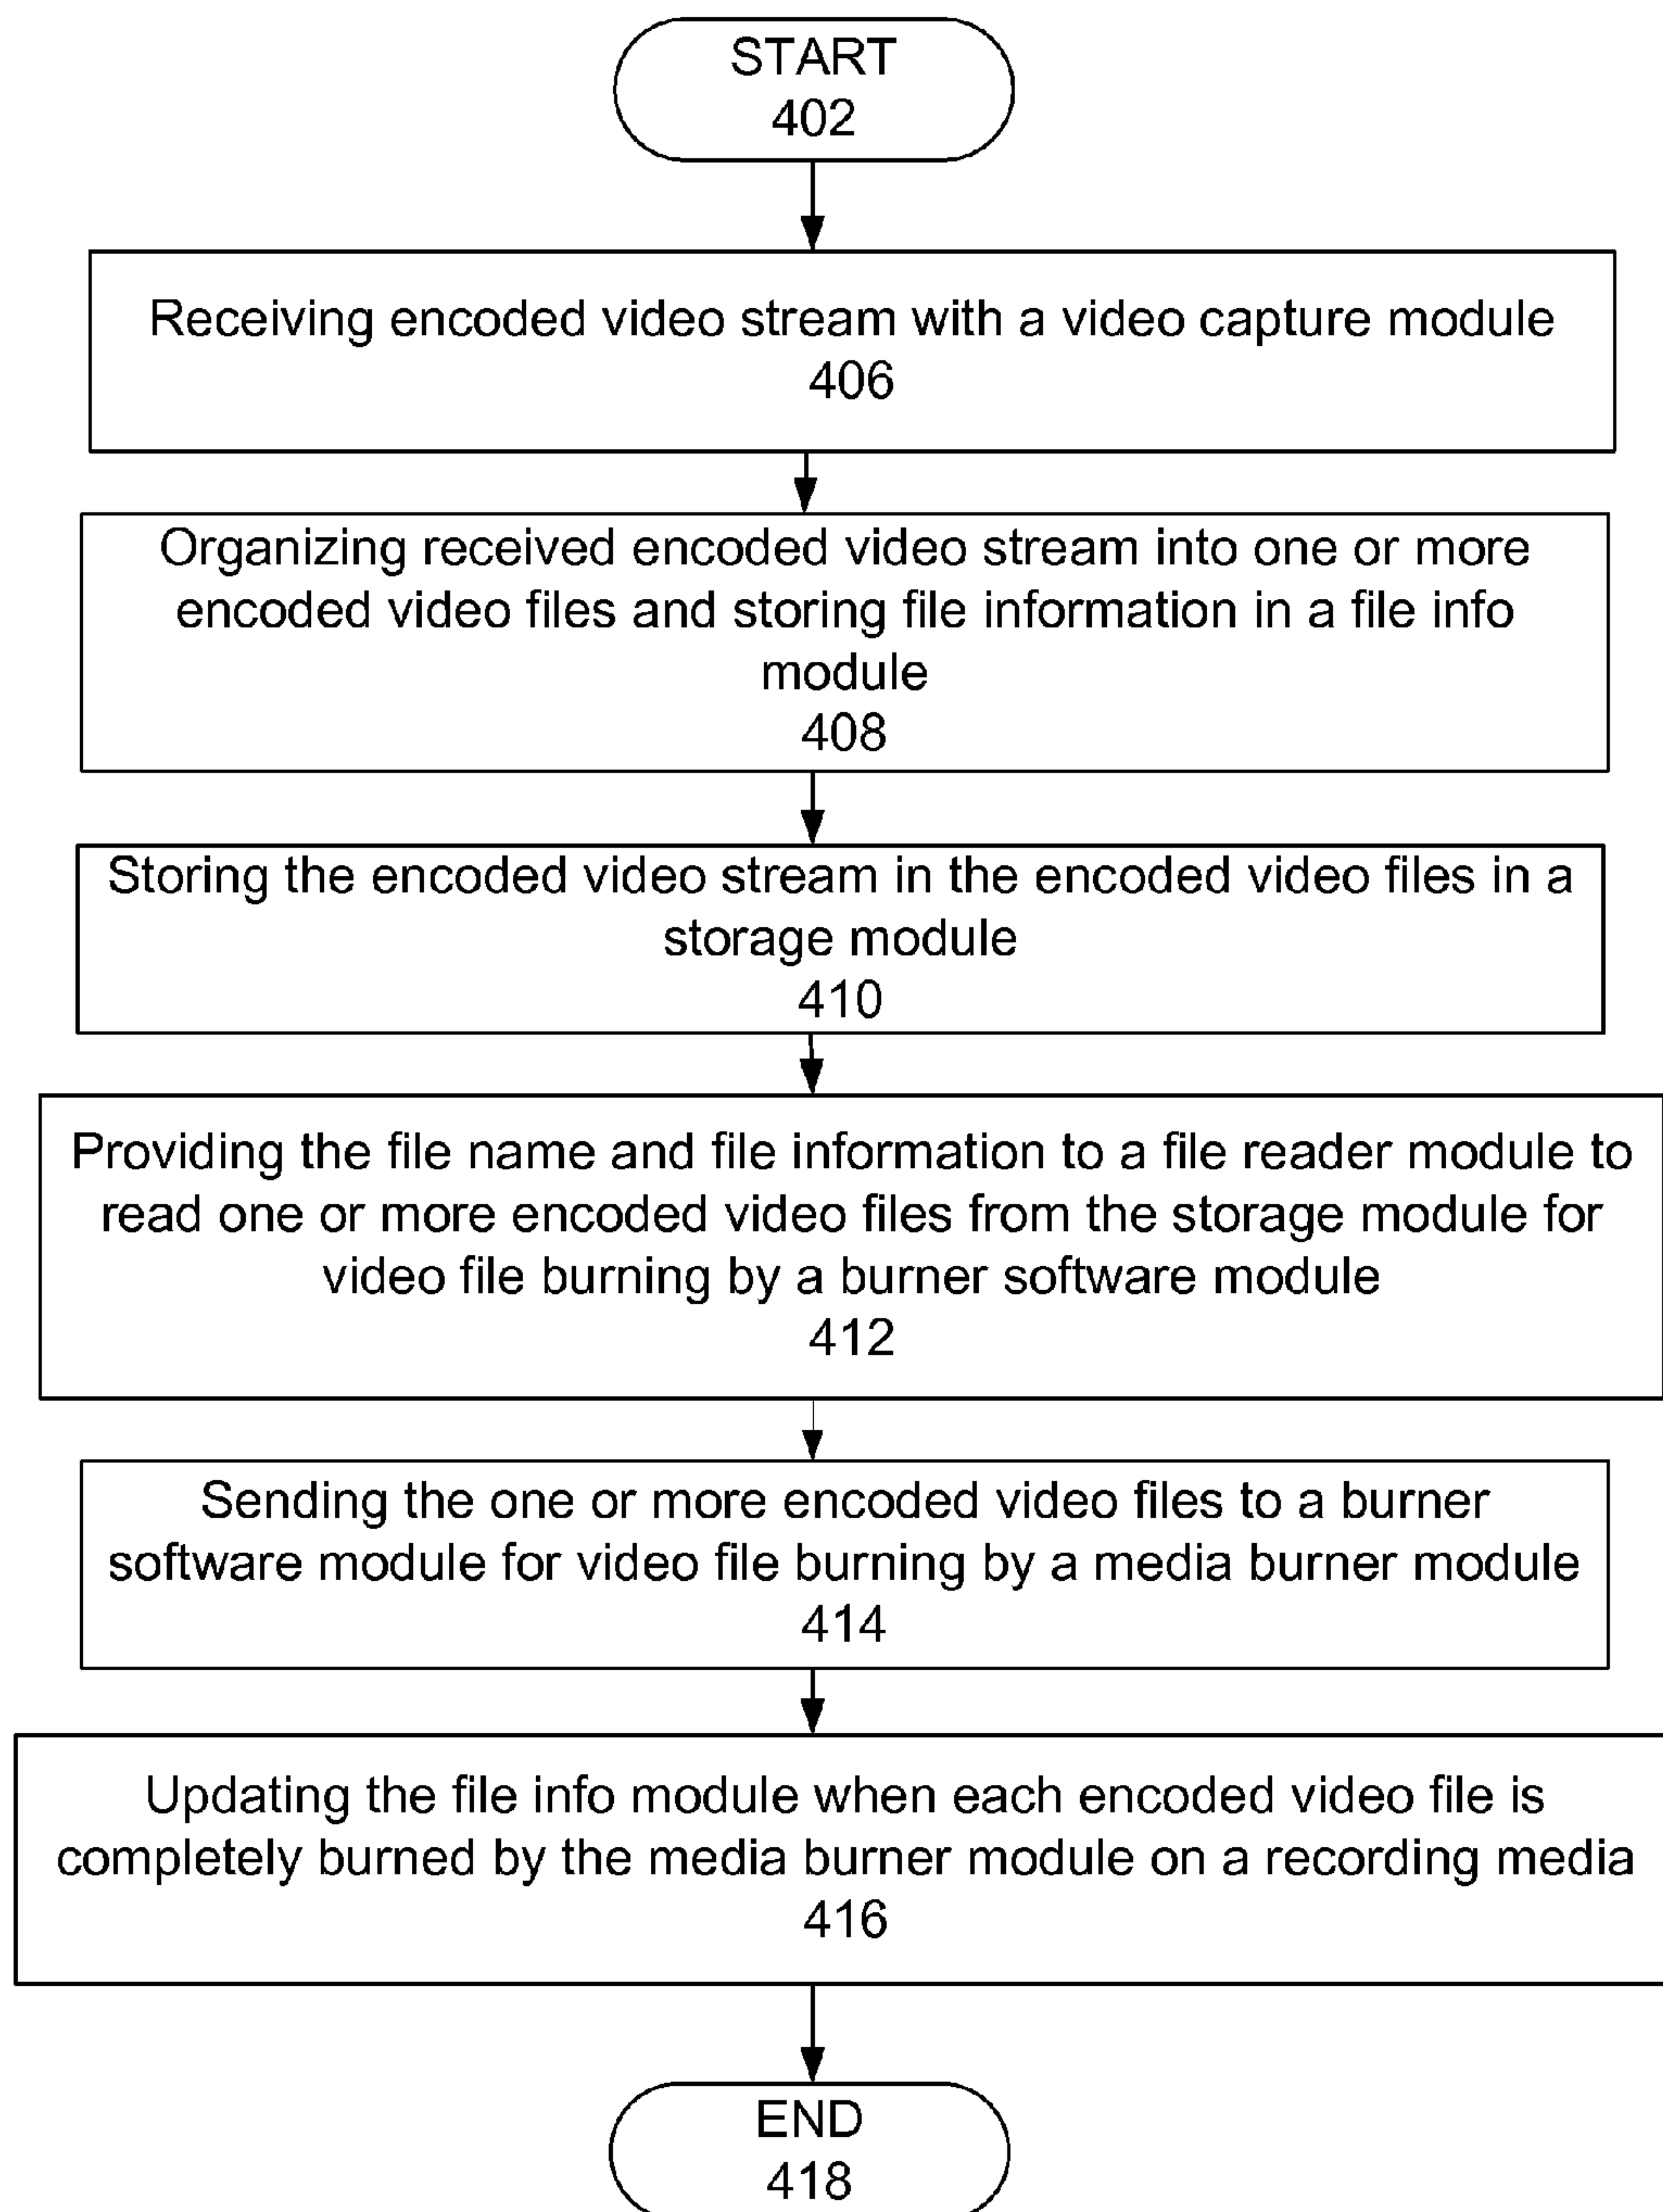 START
402
Receiving encoded video stream with a video capture module
406
Organizing received encoded video stream into one or more
encoded video files and storing file information in a file info
module
408
Storing the encoded video stream in the encoded video files in a
storage module
410
Providing the file name and file information to a file reader module to
read one or more encoded video files from the storage module for
video file burning by a burner software module
412
Sending the one or more encoded video files to a burner
software module for video file burning by a media burner module
414
Updating the file info module when each encoded video file is
completely burned by the media burner module on a recording media
416
END
418